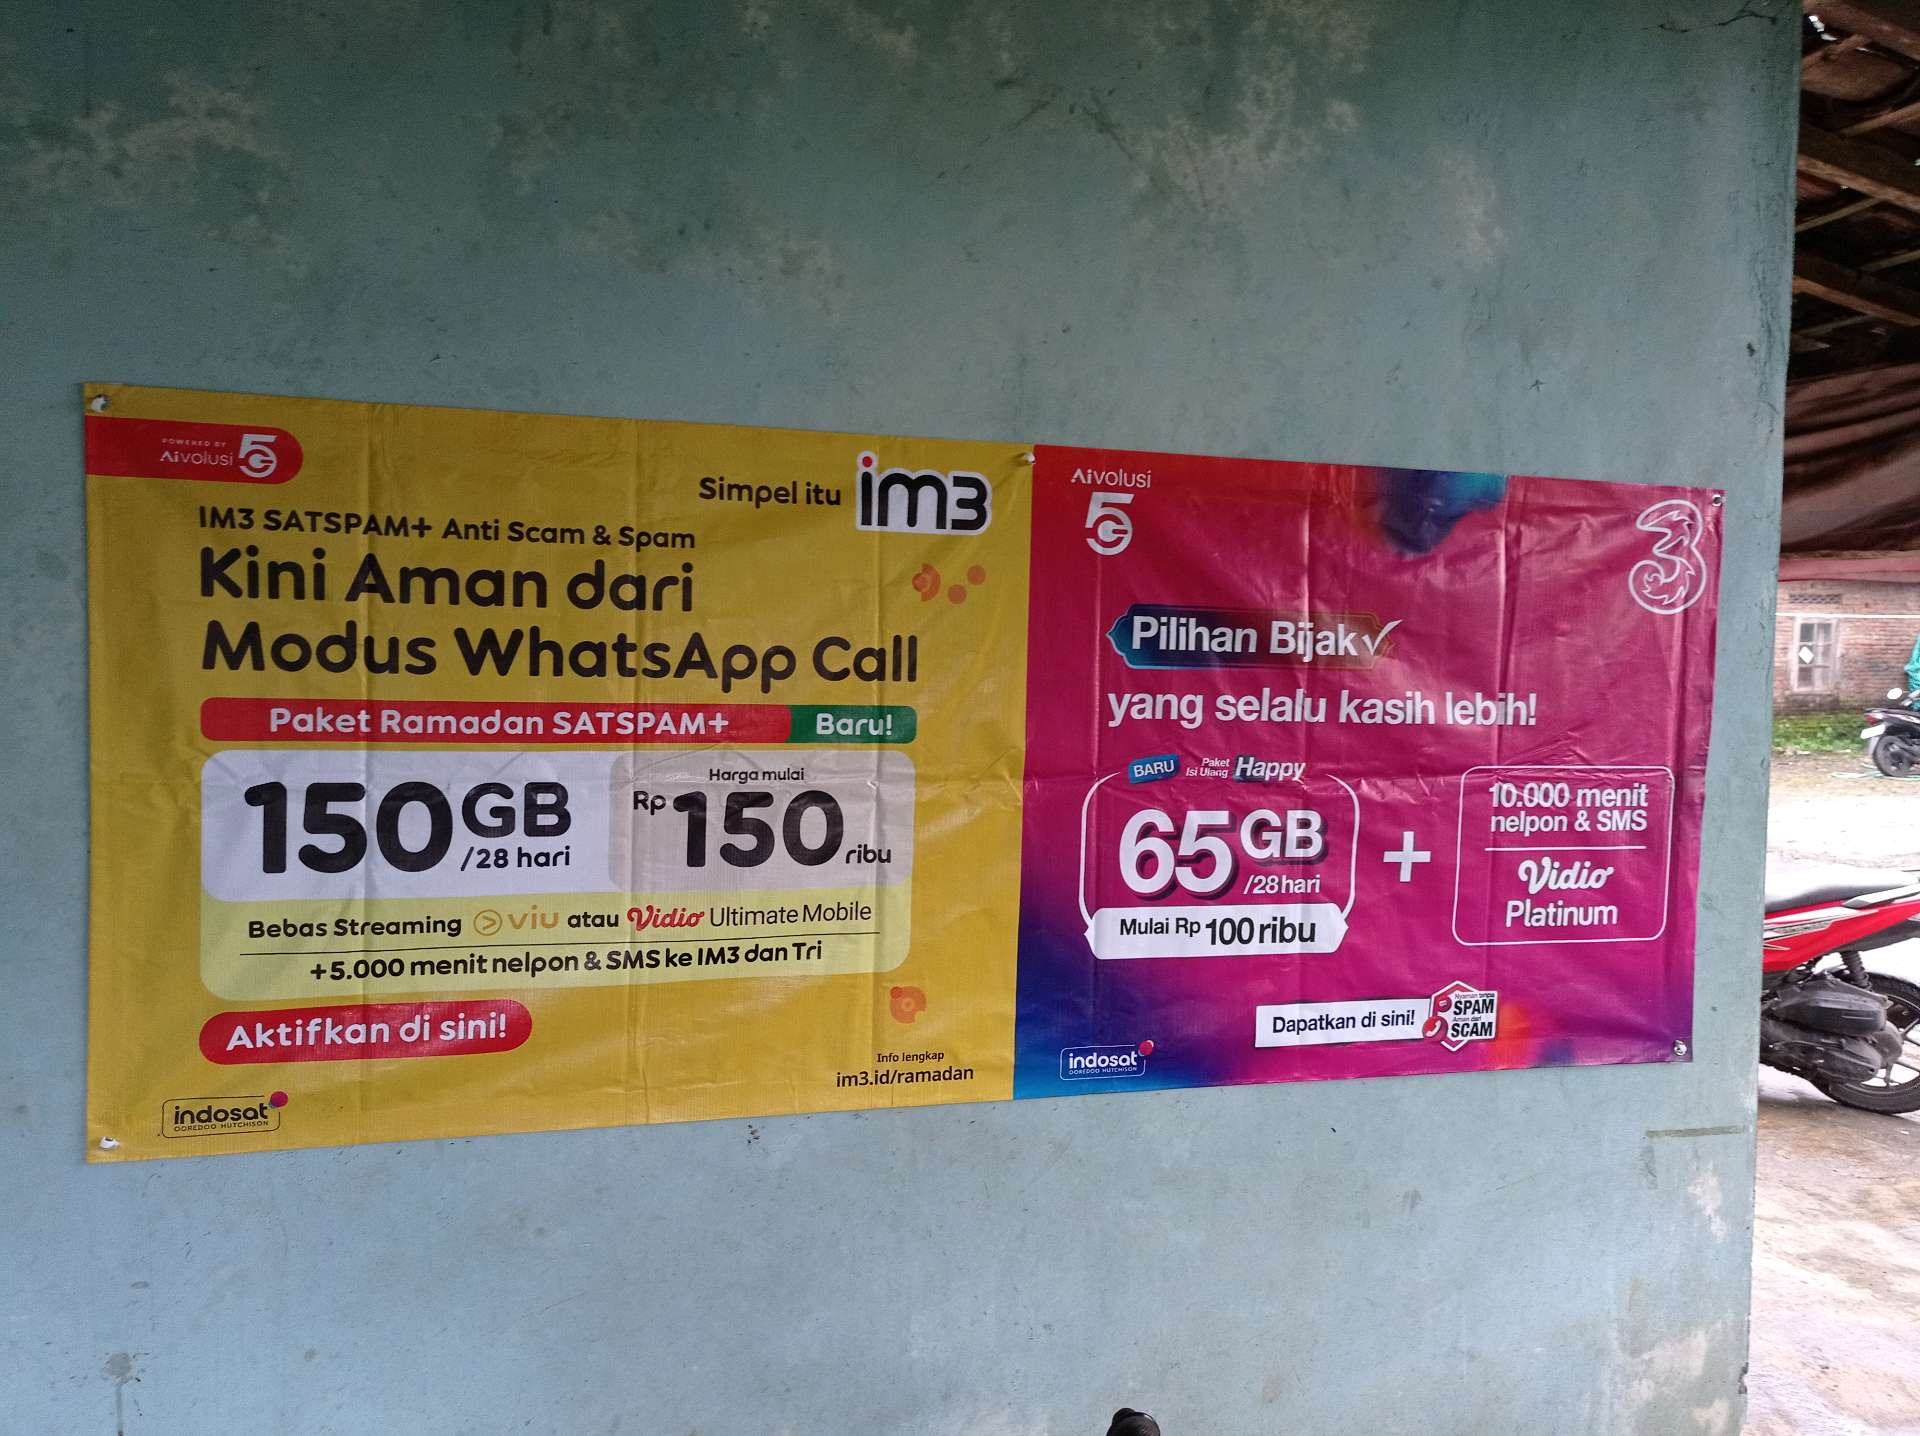 POWERED BY
Aivolusi 5G
Simpel itu im3
IM3 SATSPAM+ Anti Scam & Spam
Kini Aman dari
Modus WhatsApp Call
Paket Ramadan SATSPAM+ Baru!
150GB /28 hari
Harga mulai
Rp 150 ribu
Bebas Streaming viu atau Vidio Ultimate Mobile
+5.000 menit nelpon & SMS ke IM3 dan Tri
Aktifkan di sini!
Info lengkap
im3.id/ramadan
indosat
OOREDOO HUTCHISON
Aivolusi
5G
3
Pilihan Bijak
yang selalu kasih lebih!
BARU Paket Isi Ulang Happy
65GB /28 hari
Mulai Rp 100 ribu
+
10.000 menit
nelpon & SMS
Vidio
Platinum
Dapatkan di sini!
Nyaman tanpa
SPAM
Aman dari
SCAM
indosat
OOREDOO HUTCHISON